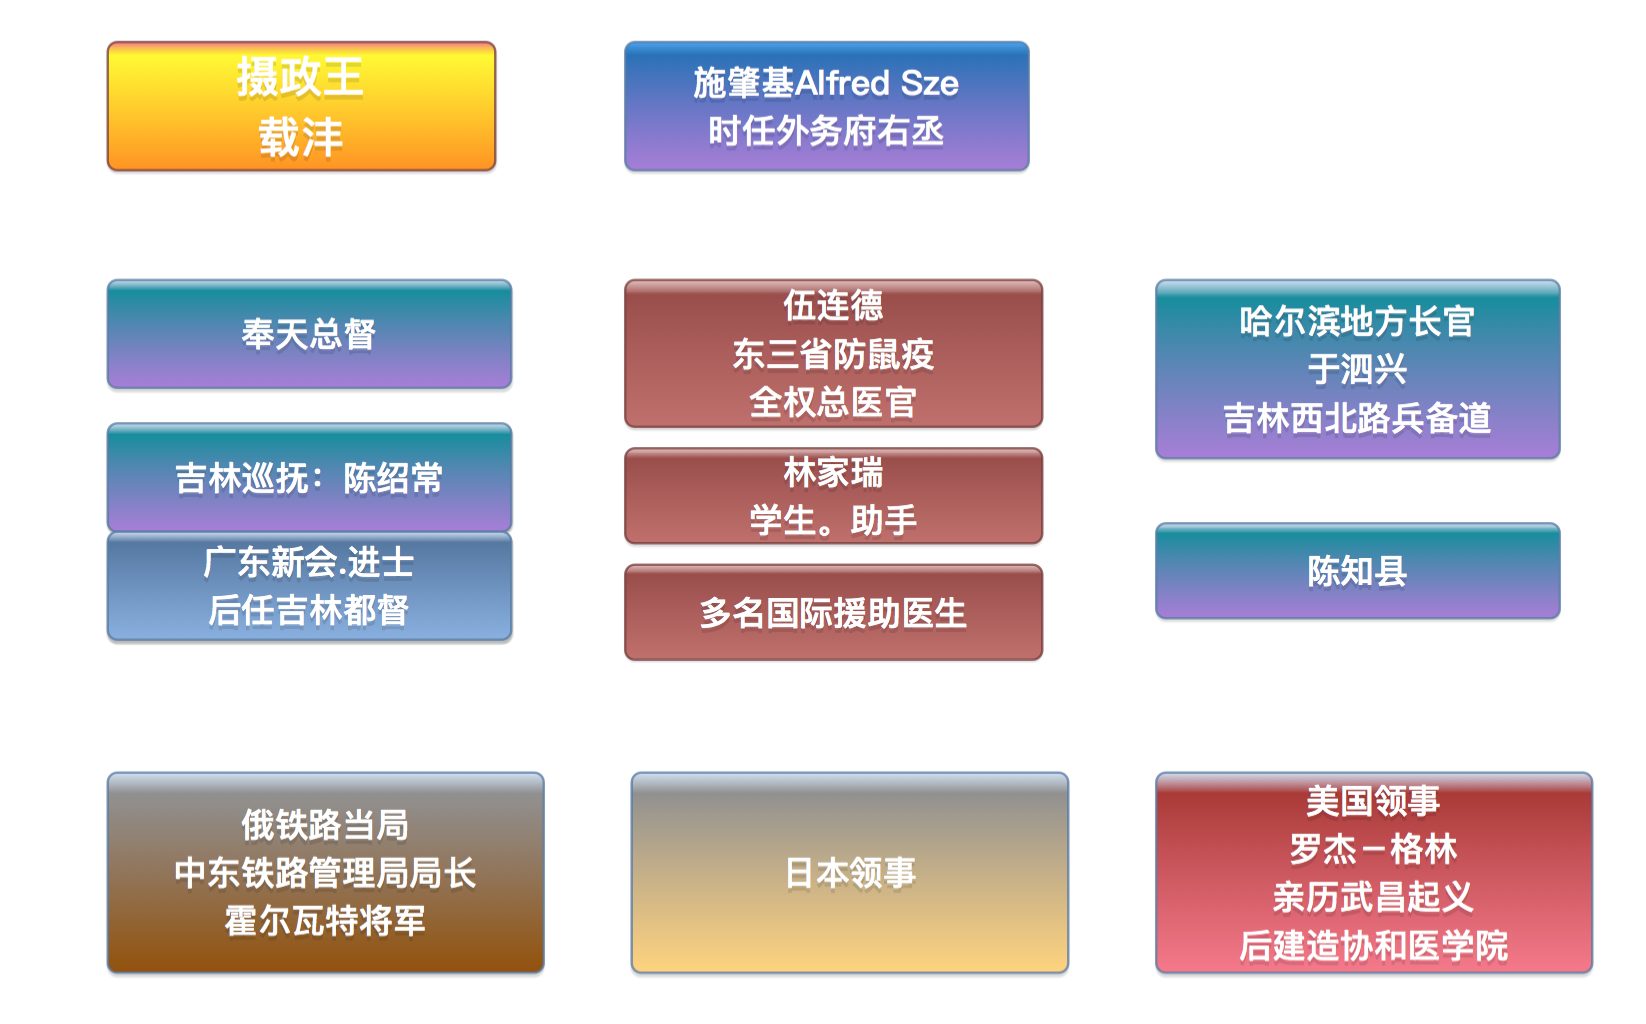 摄政王
载沣
施肇基Alfred Sze
时任外务府右丞
奉天总督
伍连德
东三省防鼠疫
全权总医官
哈尔滨地方长官
于泗兴
吉林西北路兵备道
吉林巡抚：陈绍常
广东新会.进士
后任吉林都督
林家瑞
学生。助手
多名国际援助医生
陈知县
俄铁路当局
中东铁路管理局局长
霍尔瓦特将军
日本领事
美国领事
罗杰－格林
亲历武昌起义
后建造协和医学院